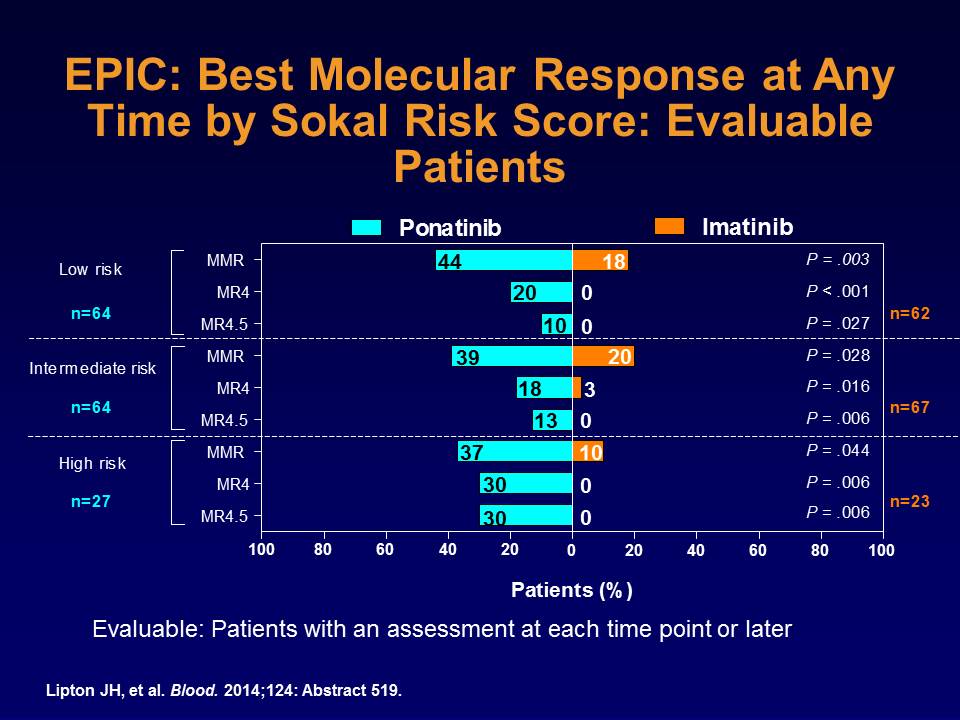 EPIC: Best Molecular Response at Any
Time by Sokal Risk Score: Evaluable
Patients
Ponatinib Imatinib
Low risk
n=64
MMR 44 18 P = .003
MR4 20 0 P < .001
MR4.5 10 0 P = .027
n=62
Intermediate risk
n=64
MMR 39 20 P = .028
MR4 18 3 P = .016
MR4.5 13 0 P = .006
n=67
High risk
n=27
MMR 37 10 P = .044
MR4 30 0 P = .006
MR4.5 30 0 P = .006
n=23
100 80 60 40 20 0 20 40 60 80 100
Patients (%)
Evaluable: Patients with an assessment at each time point or later
Lipton JH, et al. Blood. 2014;124: Abstract 519.